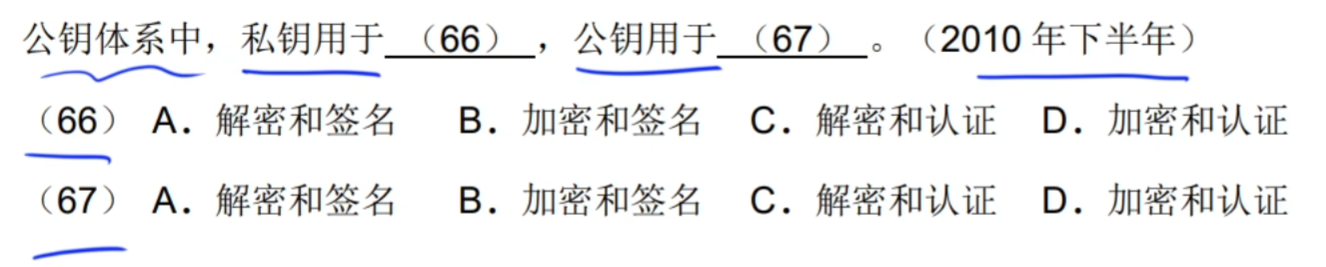 公钥体系中，私钥用于 （66） ，公钥用于 （67） 。（2010 年下半年）
（66） A．解密和签名 B．加密和签名 C．解密和认证 D．加密和认证
（67） A．解密和签名 B．加密和签名 C．解密和认证 D．加密和认证